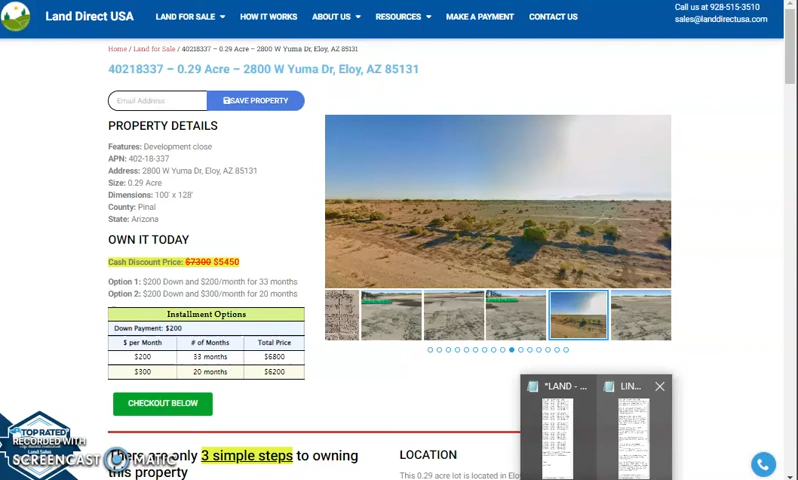 Land Direct USA
LAND FOR SALE
HOW IT WORKS
ABOUT US
RESOURCES
MAKE A PAYMENT
CONTACT US
Call us at 928-515-3510
sales@landdirectusa.com
Home / Land for Sale / 40218337 – 0.29 Acre – 2800 W Yuma Dr, Eloy, AZ 85131
40218337 – 0.29 Acre – 2800 W Yuma Dr, Eloy, AZ 85131
Email Address
SAVE PROPERTY
PROPERTY DETAILS
Features: Development close
APN: 402-18-337
Address: 2800 W Yuma Dr, Eloy, AZ 85131
Size: 0.29 Acre
Dimensions: 100' x 128'
County: Pinal
State: Arizona
OWN IT TODAY
Cash Discount Price: $7300 $5450
Option 1: $200 Down and $200/month for 33 months
Option 2: $200 Down and $300/month for 20 months
Installment Options
Down Payment: $200
$ per Month # of Months Total Price
$200 33 months $6800
$300 20 months $6200
CHECKOUT BELOW
*LAND - ...
LIN...
TOP RATED
Land Sales
RECORDED WITH
SCREENCAST MATIC
There are only 3 simple steps to owning
this property
LOCATION
This 0.29 acre lot is located in Elo